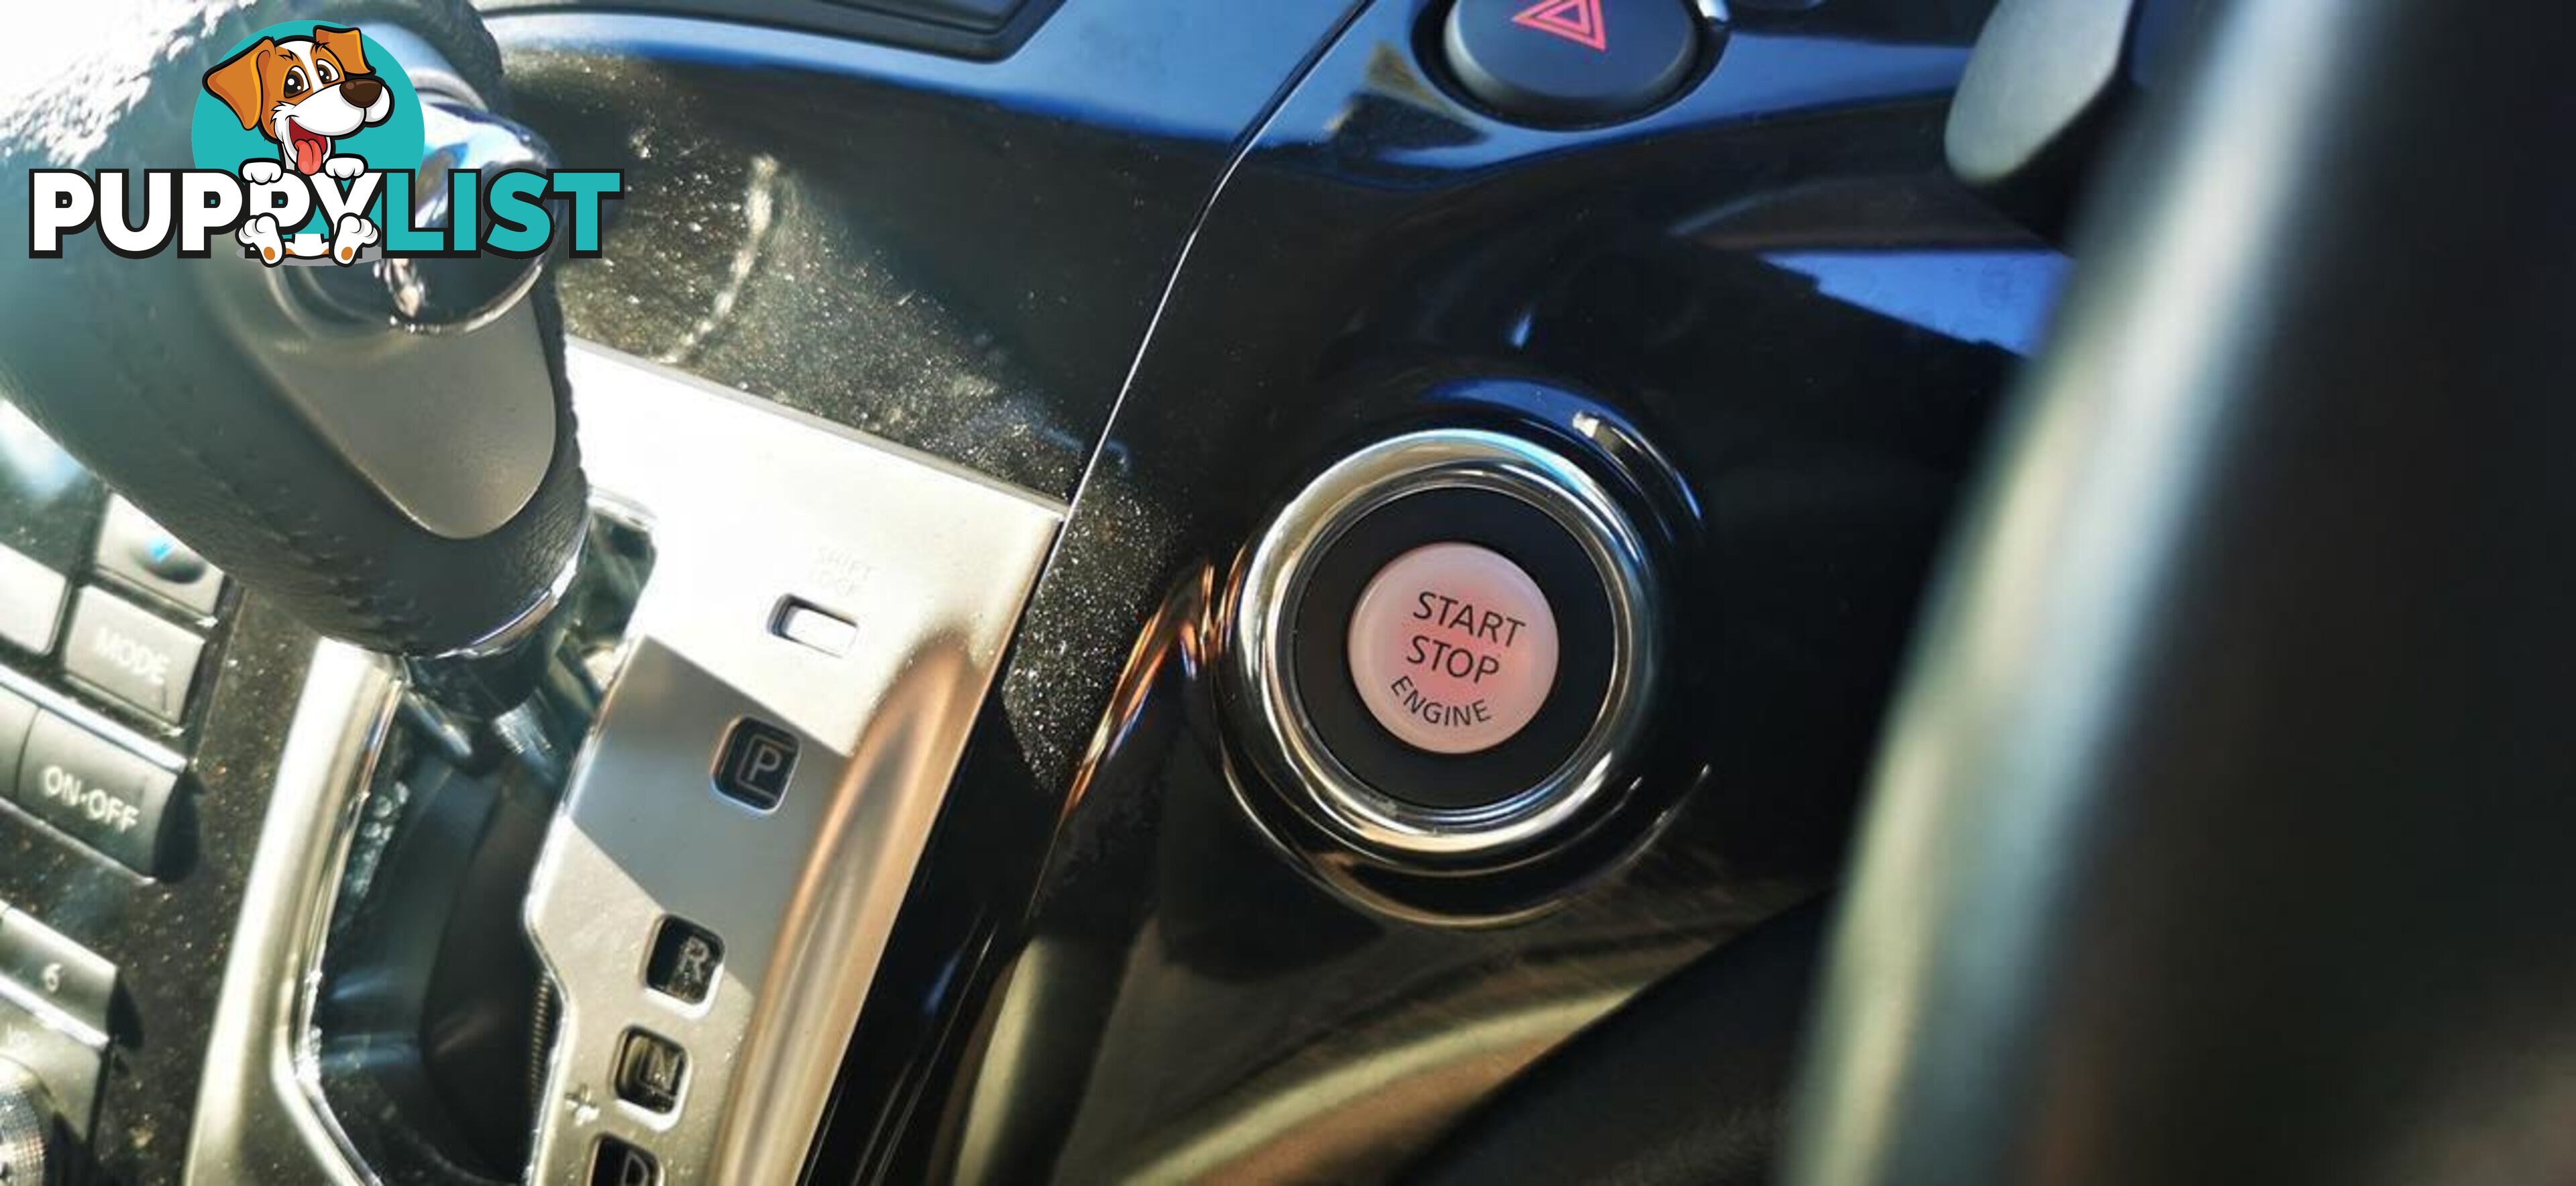 PUPPYLIST
START
STOP
ENGINE
SHIFT
LOCK
MODE
P
ON•OFF
R
6
N
+
D